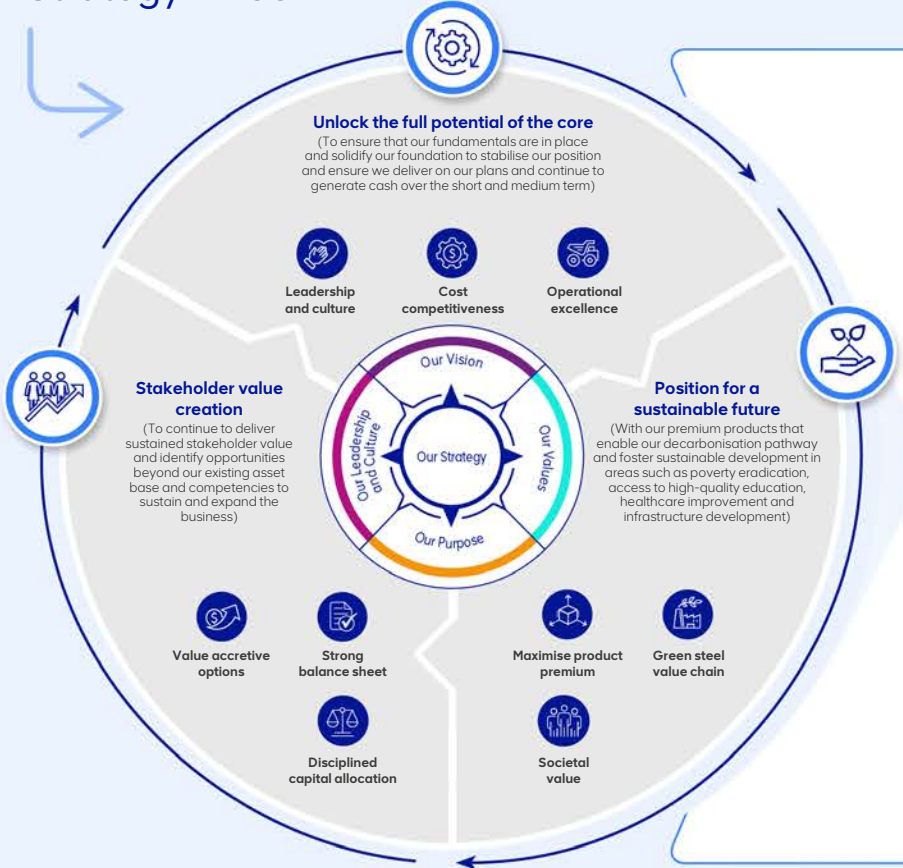 Unlock the full potential of the core
(To ensure that our fundamentals are in place
and solidify our foundation to stabilise our position
and ensure we deliver on our plans and continue to
generate cash over the short and medium term)
Leadership
and culture
Cost
competitiveness
Operational
excellence
Stakeholder value
creation
(To continue to deliver
sustained stakeholder value
and identify opportunities
beyond our existing asset
base and competencies to
sustain and expand the
business)
Our Vision
Our Leadership
and Culture
Our Strategy
Our Values
Our Purpose
Position for a
sustainable future
(With our premium products that
enable our decarbonisation pathway
and foster sustainable development in
areas such as poverty eradication,
access to high-quality education,
healthcare improvement and
infrastructure development)
Value accretive
options
Strong
balance sheet
Disciplined
capital allocation
Maximise product
premium
Green steel
value chain
Societal
value